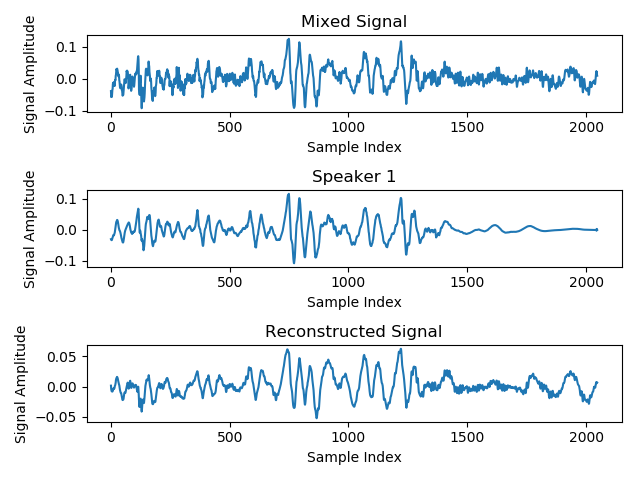 Mixed Signal
Signal Amplitude
0.1
0.0
−0.1
0 500 1000 1500 2000
Sample Index
Speaker 1
Signal Amplitude
0.1
0.0
−0.1
0 500 1000 1500 2000
Sample Index
Reconstructed Signal
Signal Amplitude
0.05
0.00
−0.05
0 500 1000 1500 2000
Sample Index